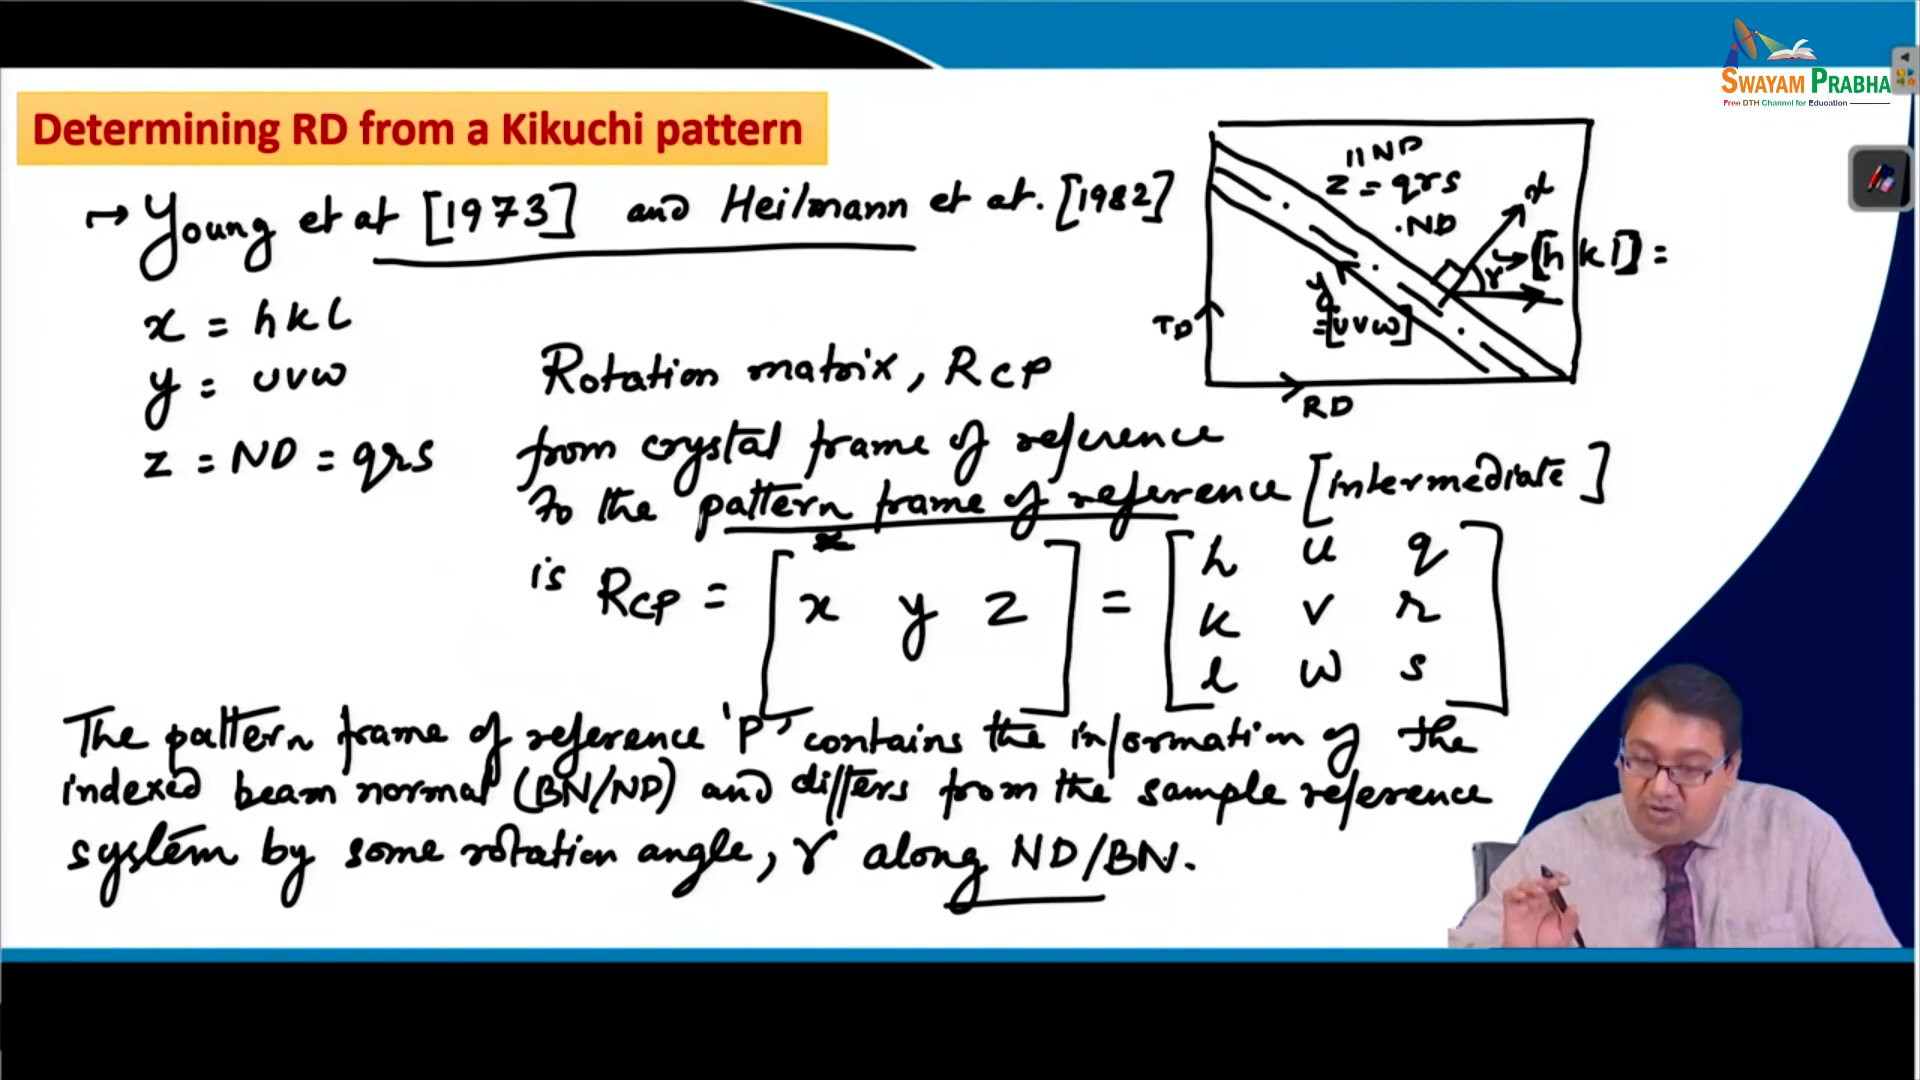 SWAYAM PRABHA
Free DTH Channel for Education
Determining RD from a Kikuchi pattern
→ Young et at [1973] and Heilmann et at. [1982]
x = hkl
y = uvw
z = ND = qrs
11 ND
z = qrs
.ND
x
r → [h k l] =
y
= [uvw]
TD
RD
Rotation matrix, RCP
from crystal frame of reference
to the pattern frame of reference [intermediate]
is RCP = [x y z] = [h u q
k v r
l w s]
The pattern frame of reference 'P' contains the information of the
indexed beam normal (BN/ND) and differs from the sample reference
system by some rotation angle, r along ND/BN.